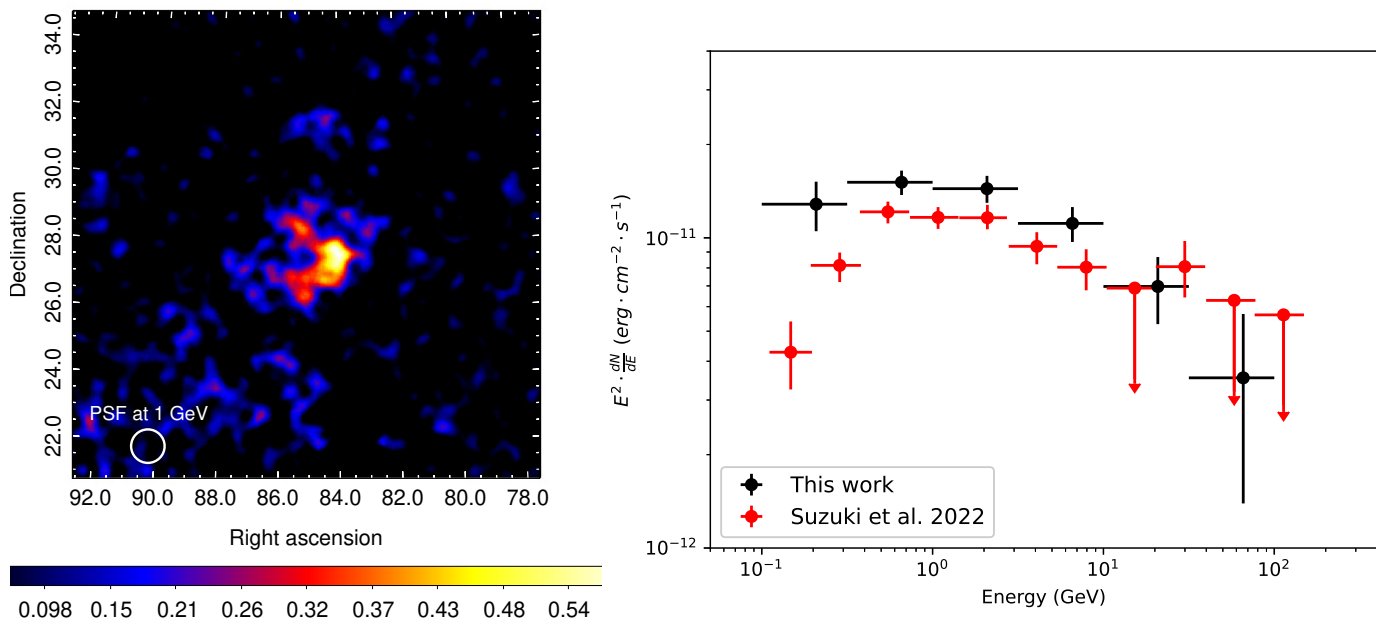 34.0
32.0
30.0
28.0
26.0
24.0
22.0
Declination
PSF at 1 GeV
92.0 90.0 88.0 86.0 84.0 82.0 80.0 78.0
Right ascension
0.098 0.15 0.21 0.26 0.32 0.37 0.43 0.48 0.54
E² · dN/dE (erg · cm⁻² · s⁻¹)
10⁻¹¹
10⁻¹²
This work
Suzuki et al. 2022
10⁻¹ 10⁰ 10¹ 10²
Energy (GeV)